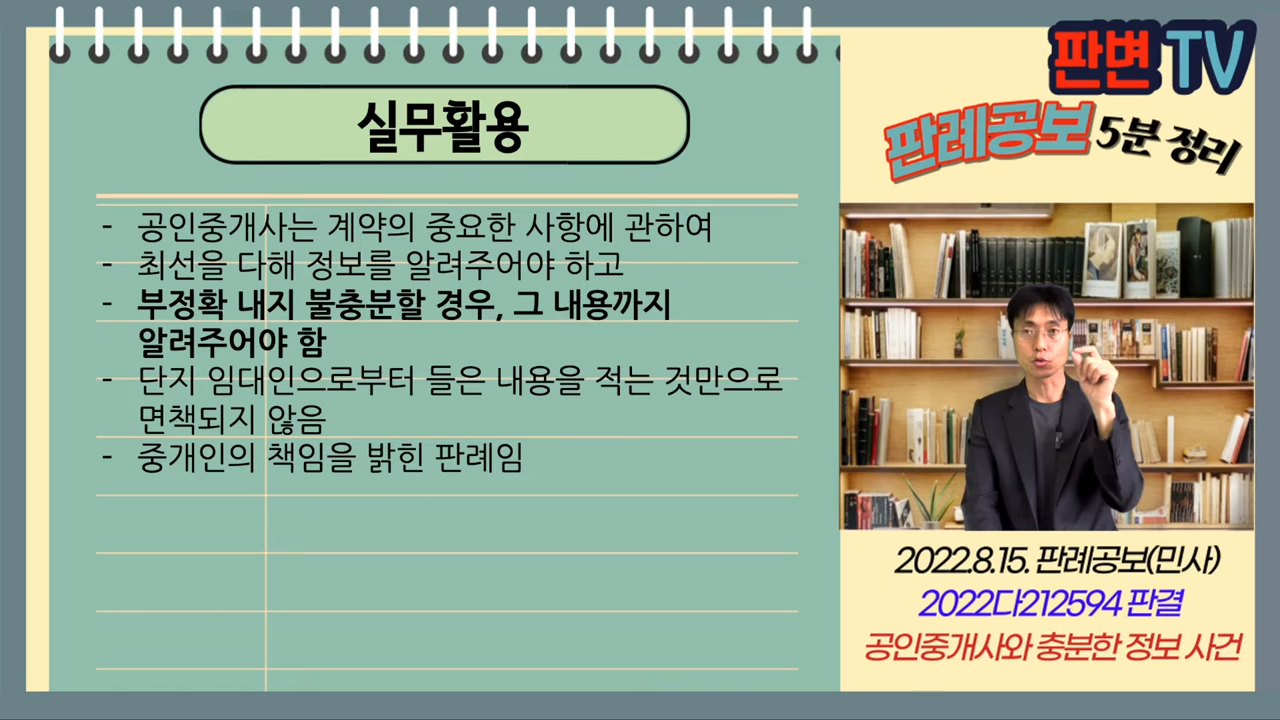 실무활용
- 공인중개사는 계약의 중요한 사항에 관하여
- 최선을 다해 정보를 알려주어야 하고
- 부정확 내지 불충분할 경우, 그 내용까지
알려주어야 함
- 단지 임대인으로부터 들은 내용을 적는 것만으로
면책되지 않음
- 중개인의 책임을 밝힌 판례임
판변 TV
판례공보 5분 정리
2022.8.15. 판례공보(민사)
2022다212594 판결
공인중개사와 충분한 정보 사건